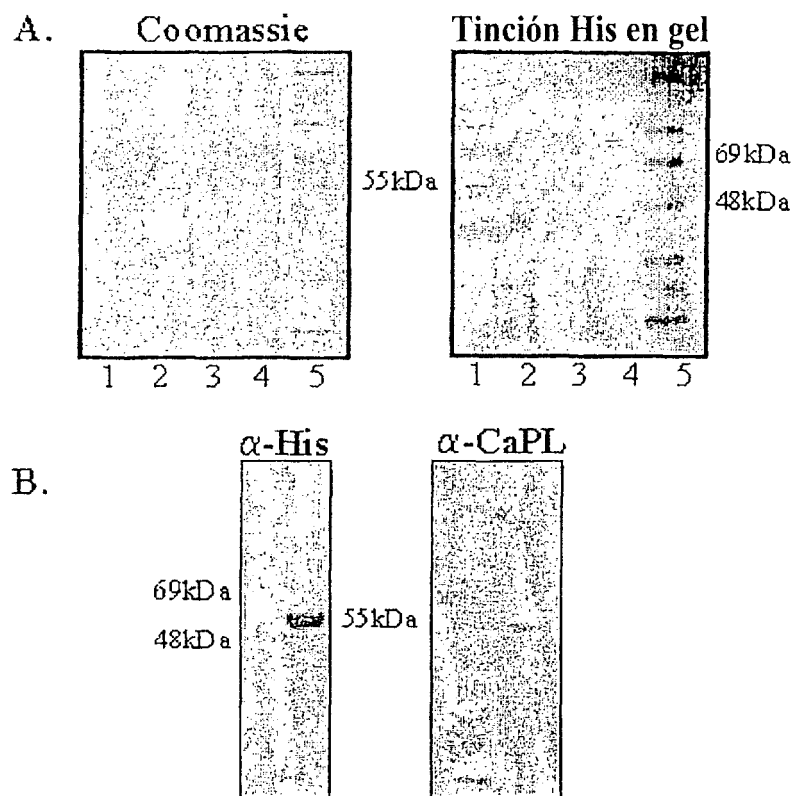 A.
Coomassie
Tinción His en gel
55kDa
69kDa
48kDa
1 2 3 4 5
1 2 3 4 5
B.
α-His
α-CaPL
69kDa
48kDa
55kDa